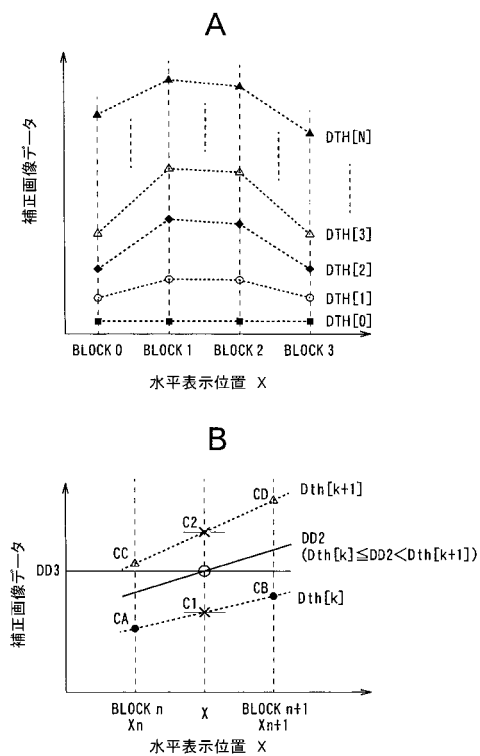 A
補正画像データ
DTH[N]
DTH[3]
DTH[2]
DTH[1]
DTH[0]
BLOCK 0 BLOCK 1 BLOCK 2 BLOCK 3
水平表示位置 X
B
補正画像データ
CD
Dth[k+1]
C2
CC
DD2
(Dth[k]≦DD2<Dth[k+1])
DD3
C1
CB
Dth[k]
CA
BLOCK n X BLOCK n+1
Xn Xn+1
水平表示位置 X